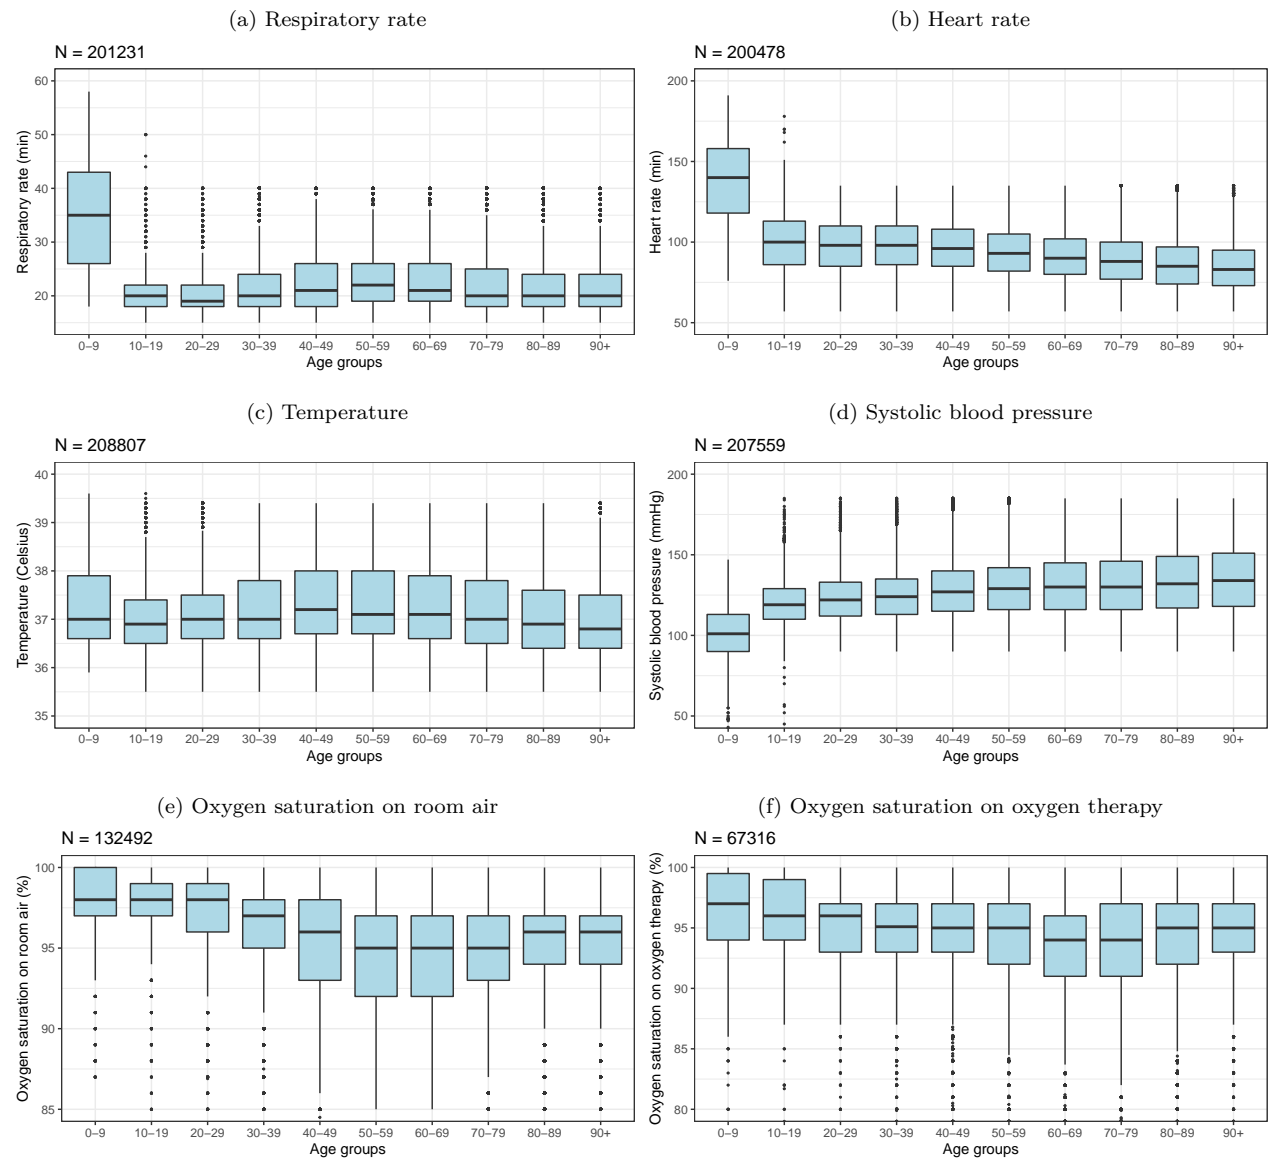 (a) Respiratory rate
N = 201231
Respiratory rate (min)
60
50
40
30
20
0−9 10−19 20−29 30−39 40−49 50−59 60−69 70−79 80−89 90+
Age groups
(b) Heart rate
N = 200478
Heart rate (min)
200
150
100
50
0−9 10−19 20−29 30−39 40−49 50−59 60−69 70−79 80−89 90+
Age groups
(c) Temperature
N = 208807
Temperature (Celsius)
40
39
38
37
36
35
0−9 10−19 20−29 30−39 40−49 50−59 60−69 70−79 80−89 90+
Age groups
(d) Systolic blood pressure
N = 207559
Systolic blood pressure (mmHg)
200
150
100
50
0−9 10−19 20−29 30−39 40−49 50−59 60−69 70−79 80−89 90+
Age groups
(e) Oxygen saturation on room air
N = 132492
Oxygen saturation on room air (%)
100
95
90
85
0−9 10−19 20−29 30−39 40−49 50−59 60−69 70−79 80−89 90+
Age groups
(f) Oxygen saturation on oxygen therapy
N = 67316
Oxygen saturation on oxygen therapy (%)
100
95
90
85
80
0−9 10−19 20−29 30−39 40−49 50−59 60−69 70−79 80−89 90+
Age groups